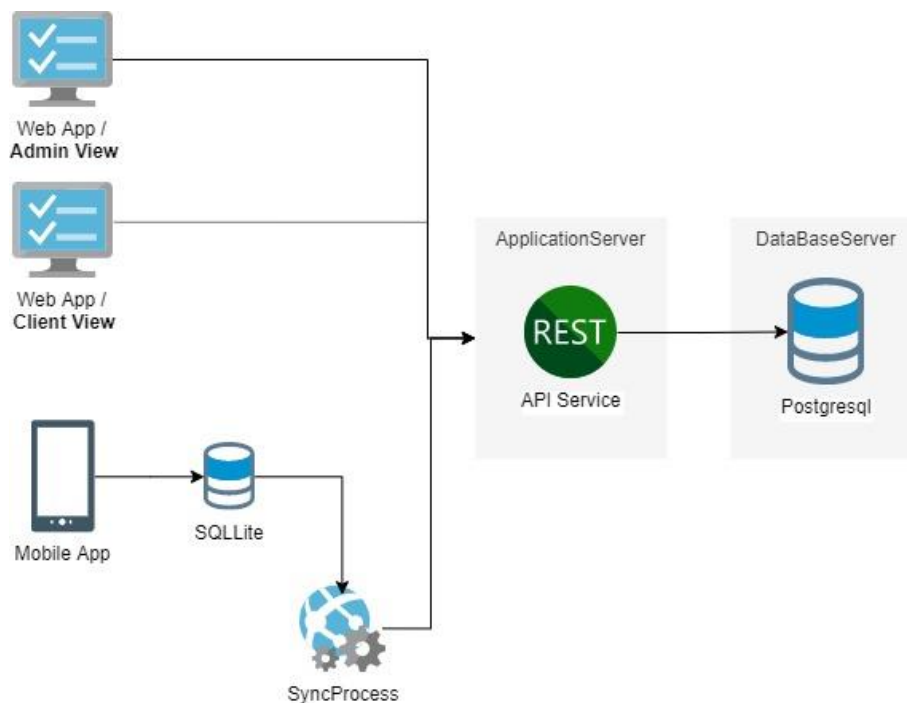 Web App /
Admin View
Web App /
Client View
ApplicationServer
REST
API Service
DataBaseServer
Postgresql
Mobile App
SQLLite
SyncProcess